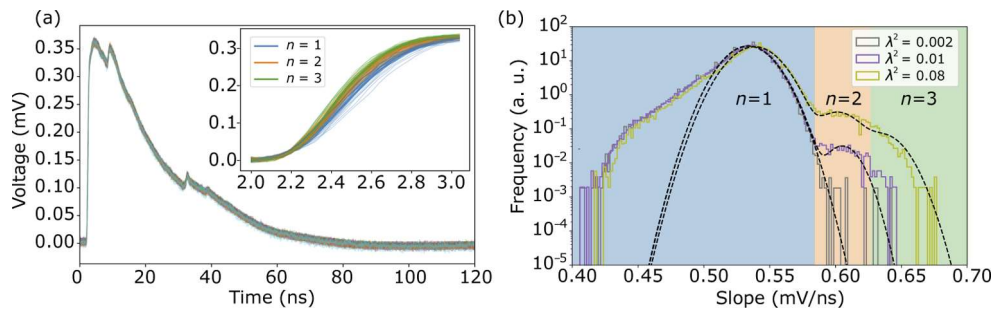 (a)
Voltage (mV)
0.35
0.30
0.25
0.20
0.15
0.10
0.05
0.00
0
20
40
60
80
100
120
Time (ns)
0.3
0.2
0.1
0.0
2.0
2.2
2.4
2.6
2.8
3.0
n = 1
n = 2
n = 3
(b)
Frequency (a. u.)
10²
10¹
10⁰
10⁻¹
10⁻²
10⁻³
10⁻⁴
10⁻⁵
0.40
0.50
0.60
0.65
0.70
Slope (mV/ns)
λ² = 0.002
λ² = 0.01
λ² = 0.08
n=1
n=2
n=3